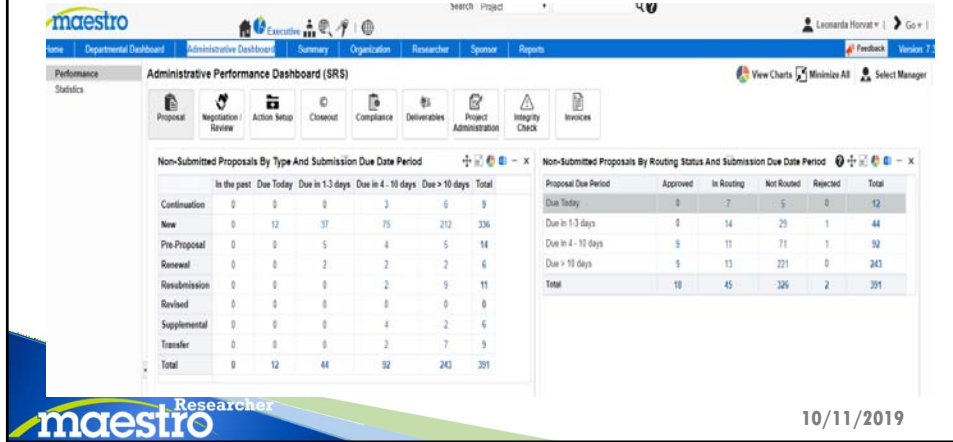 Search Project
maestro
Executive
Leonarda Horvat Go
Home Departmental Dashboard Administrative Dashboard Summary Organization Researcher Sponsor Reports Feedback Version 7.3
Performance
Statistics
Administrative Performance Dashboard (SRS) View Charts Minimize All Select Manager
Proposal Negotiation / Review Action Setup Closeout Compliance Deliverables Project Administration Integrity Check Invoices
Non-Submitted Proposals By Type And Submission Due Date Period
In the past Due Today Due in 1-3 days Due in 4 - 10 days Due > 10 days Total
Continuation 0 0 0 3 6 9
New 0 12 37 75 212 336
Pre-Proposal 0 0 5 4 5 14
Renewal 0 0 2 2 2 6
Resubmission 0 0 0 2 9 11
Revised 0 0 0 0 0 0
Supplemental 0 0 0 4 2 6
Transfer 0 0 0 2 7 9
Total 0 12 44 92 243 391
Non-Submitted Proposals By Routing Status And Submission Due Date Period
Proposal Due Period Approved In Routing Not Routed Rejected Total
Due Today 0 7 5 0 12
Due in 1-3 days 0 14 29 1 44
Due in 4 - 10 days 9 11 71 1 92
Due > 10 days 9 13 221 0 243
Total 18 45 326 2 391
maestro Researcher
10/11/2019